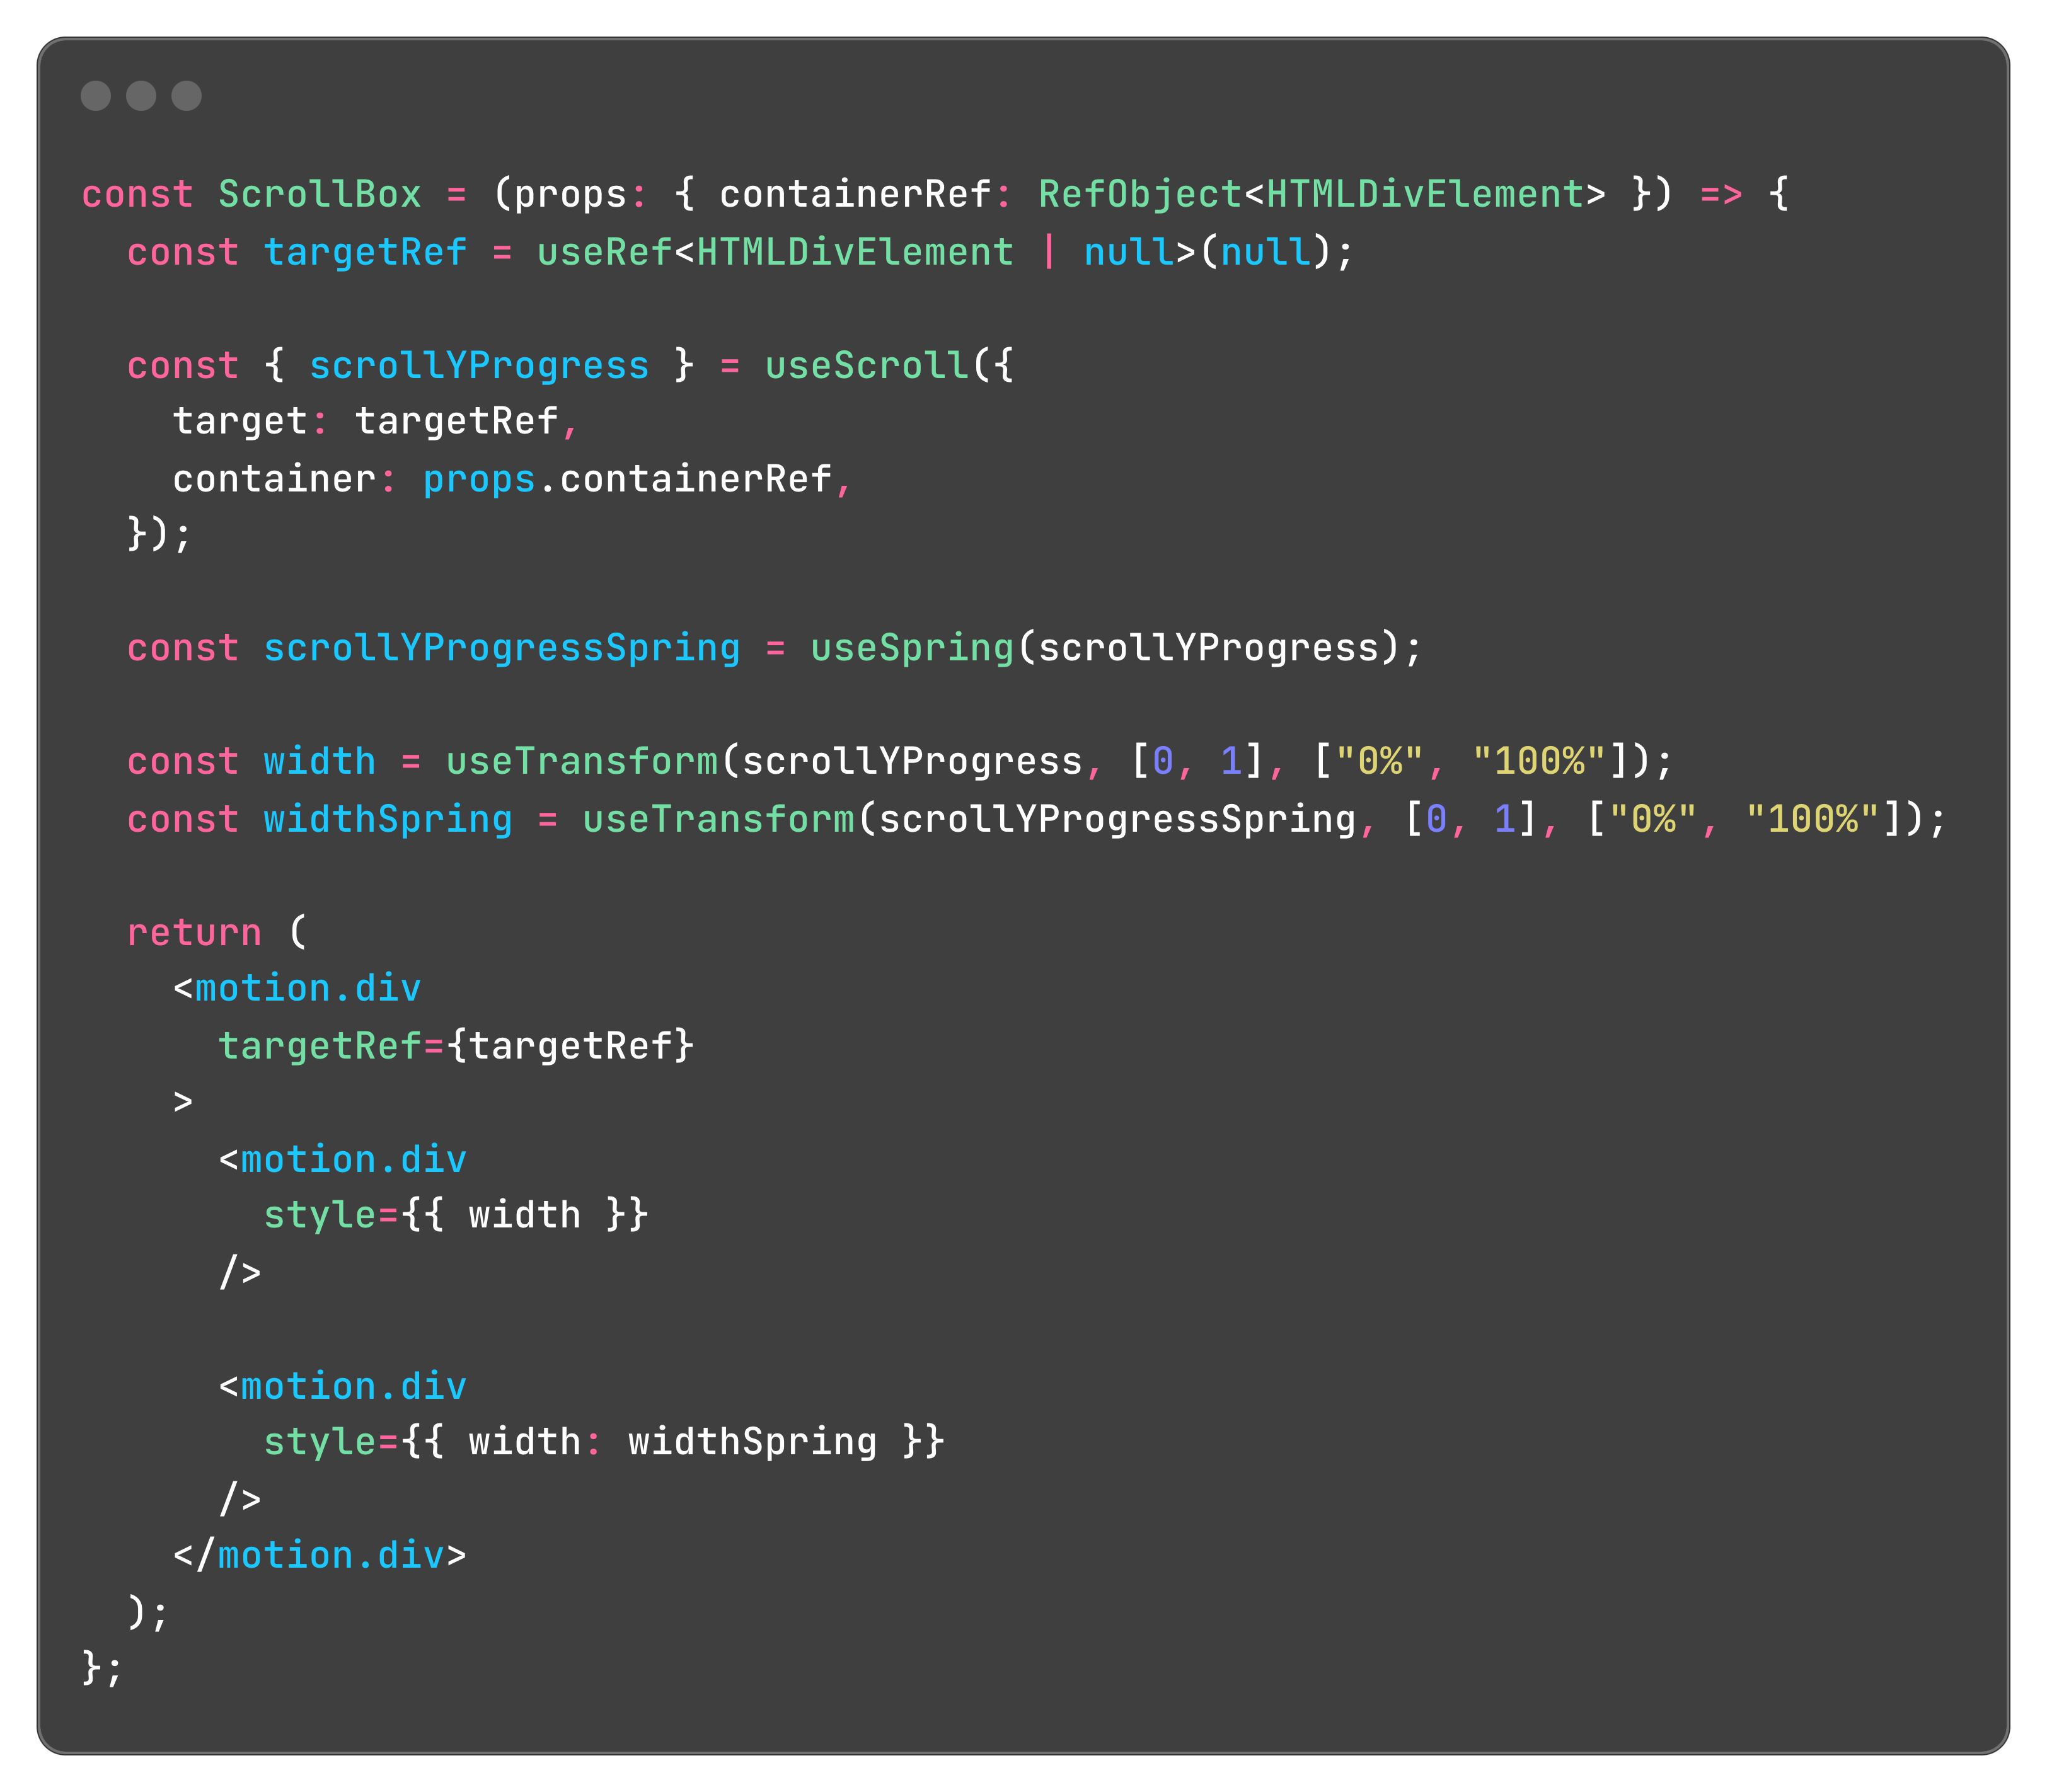 const ScrollBox = (props: { containerRef: RefObject<HTMLDivElement> }) => {
  const targetRef = useRef<HTMLDivElement | null>(null);

  const { scrollYProgress } = useScroll({
    target: targetRef,
    container: props.containerRef,
  });

  const scrollYProgressSpring = useSpring(scrollYProgress);

  const width = useTransform(scrollYProgress, [0, 1], ["0%", "100%"]);
  const widthSpring = useTransform(scrollYProgressSpring, [0, 1], ["0%", "100%"]);

  return (
    <motion.div
      targetRef={targetRef}
    >
      <motion.div
        style={{ width }}
      />

      <motion.div
        style={{ width: widthSpring }}
      />
    </motion.div>
  );
};